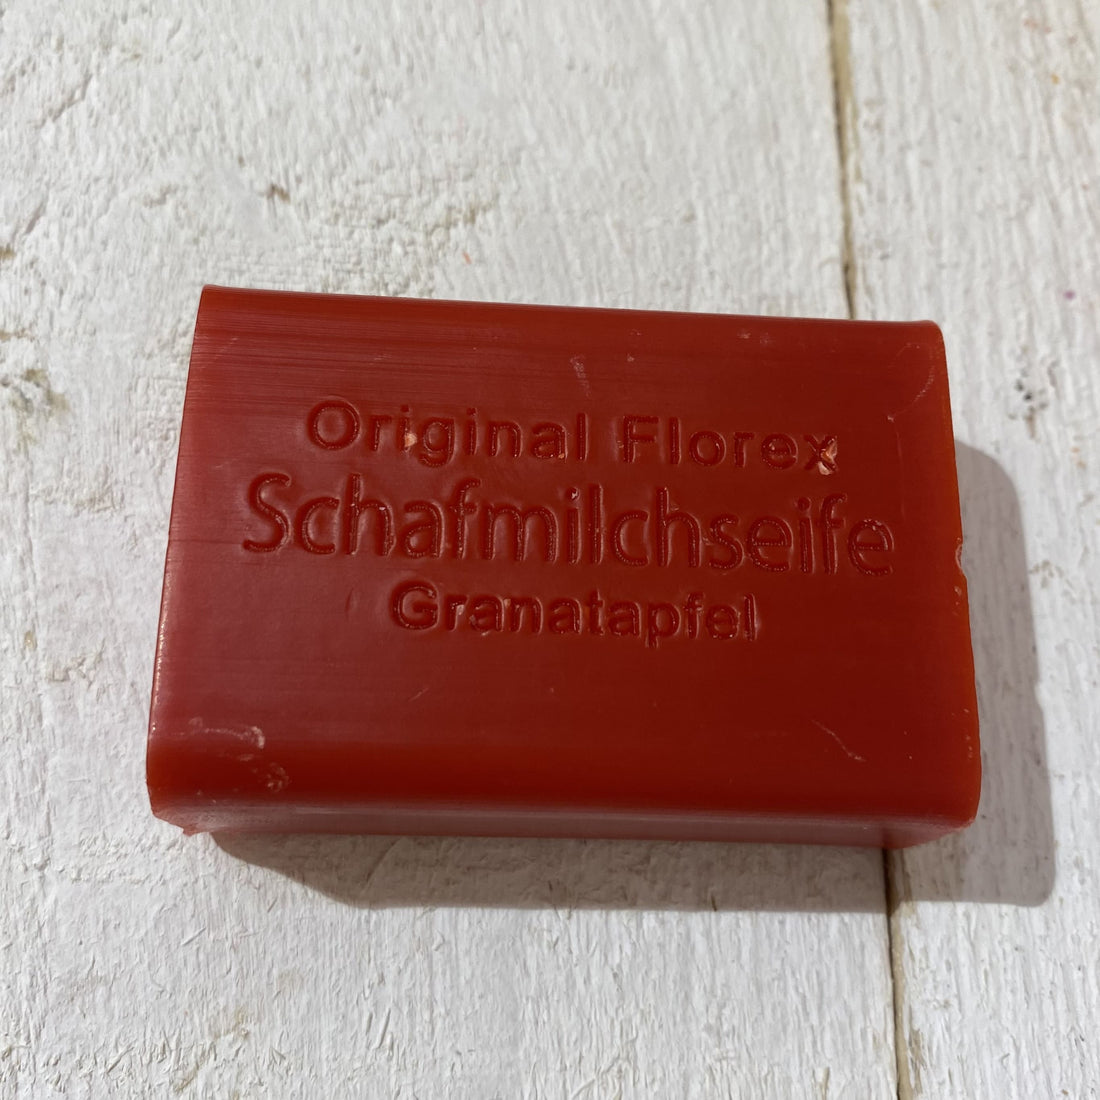 Original Florex
Schafmilchseife
Granatapfel